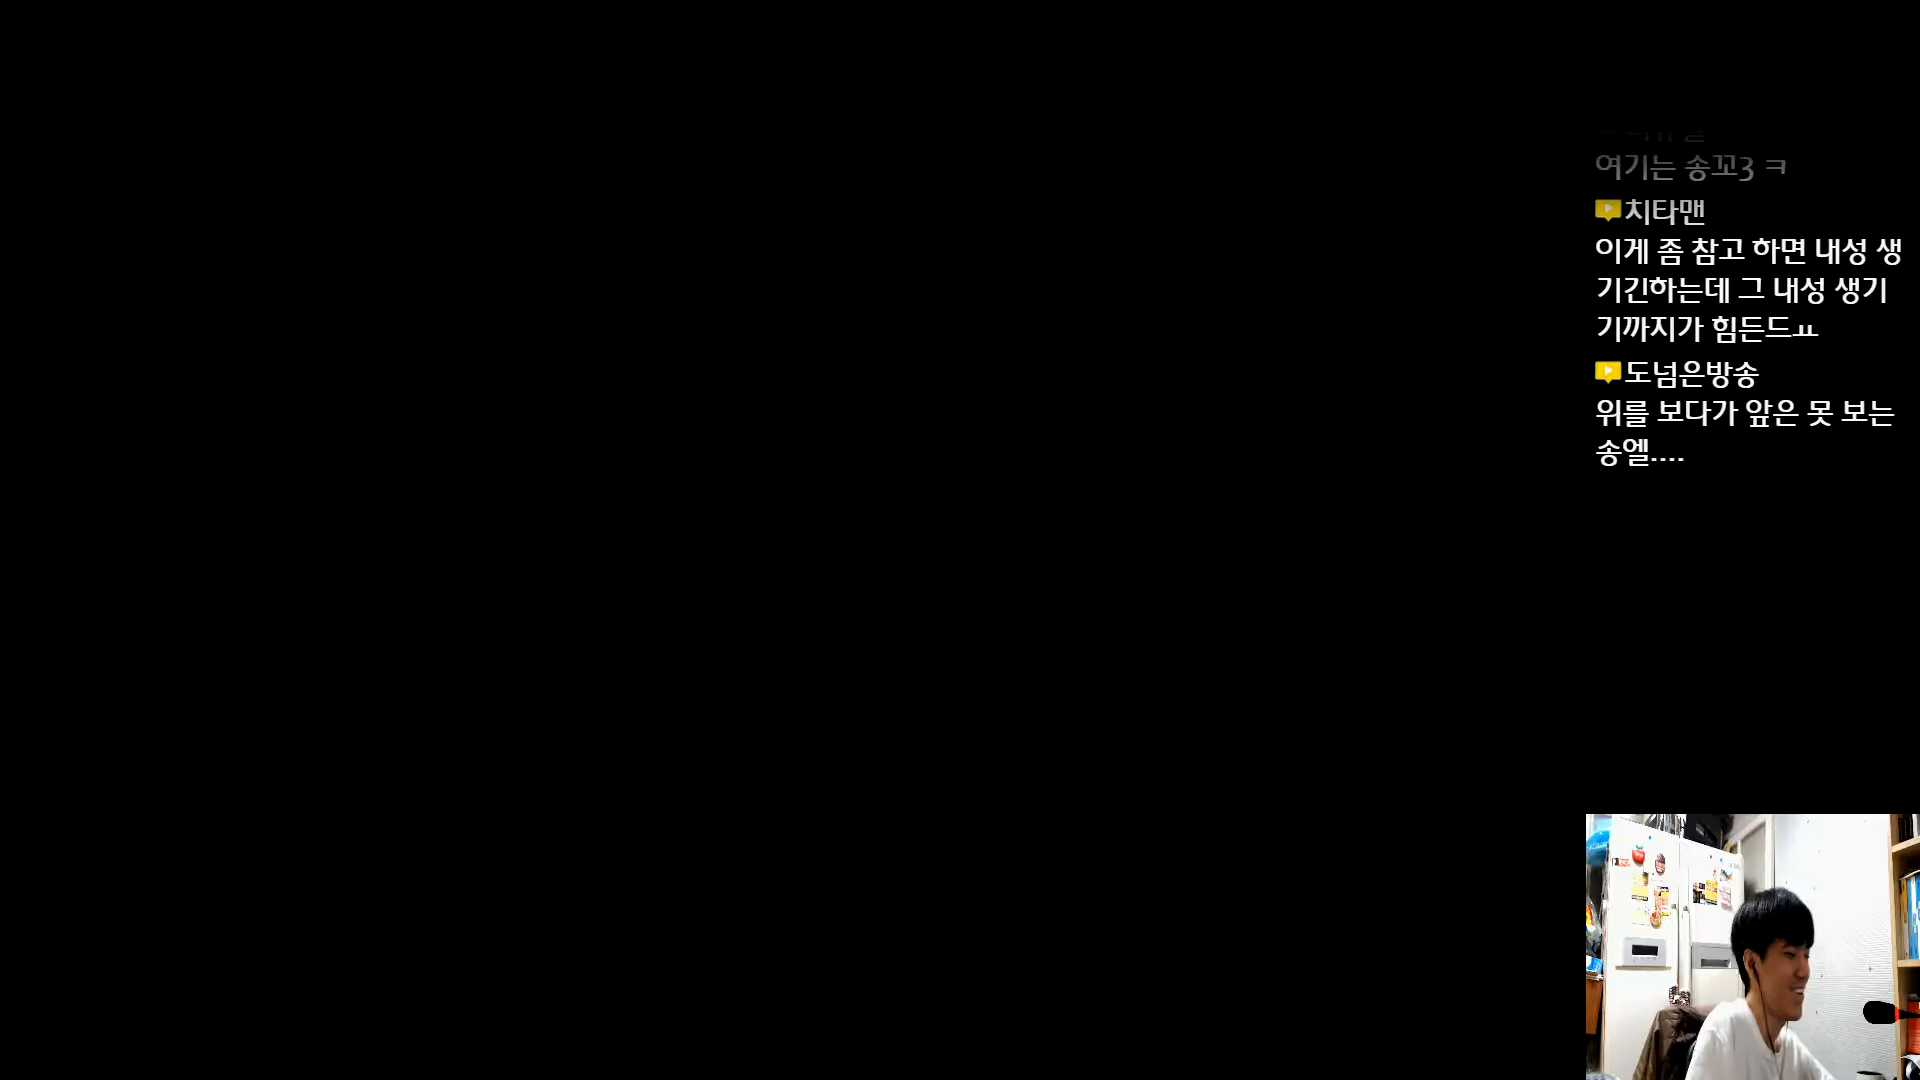 여기는 송꼬3 ㅋ
치타맨
이게 좀 참고 하면 내성 생
기긴하는데 그 내성 생기
기까지가 힘든드ㅛ
도넘은방송
위를 보다가 앞은 못 보는
송엘....